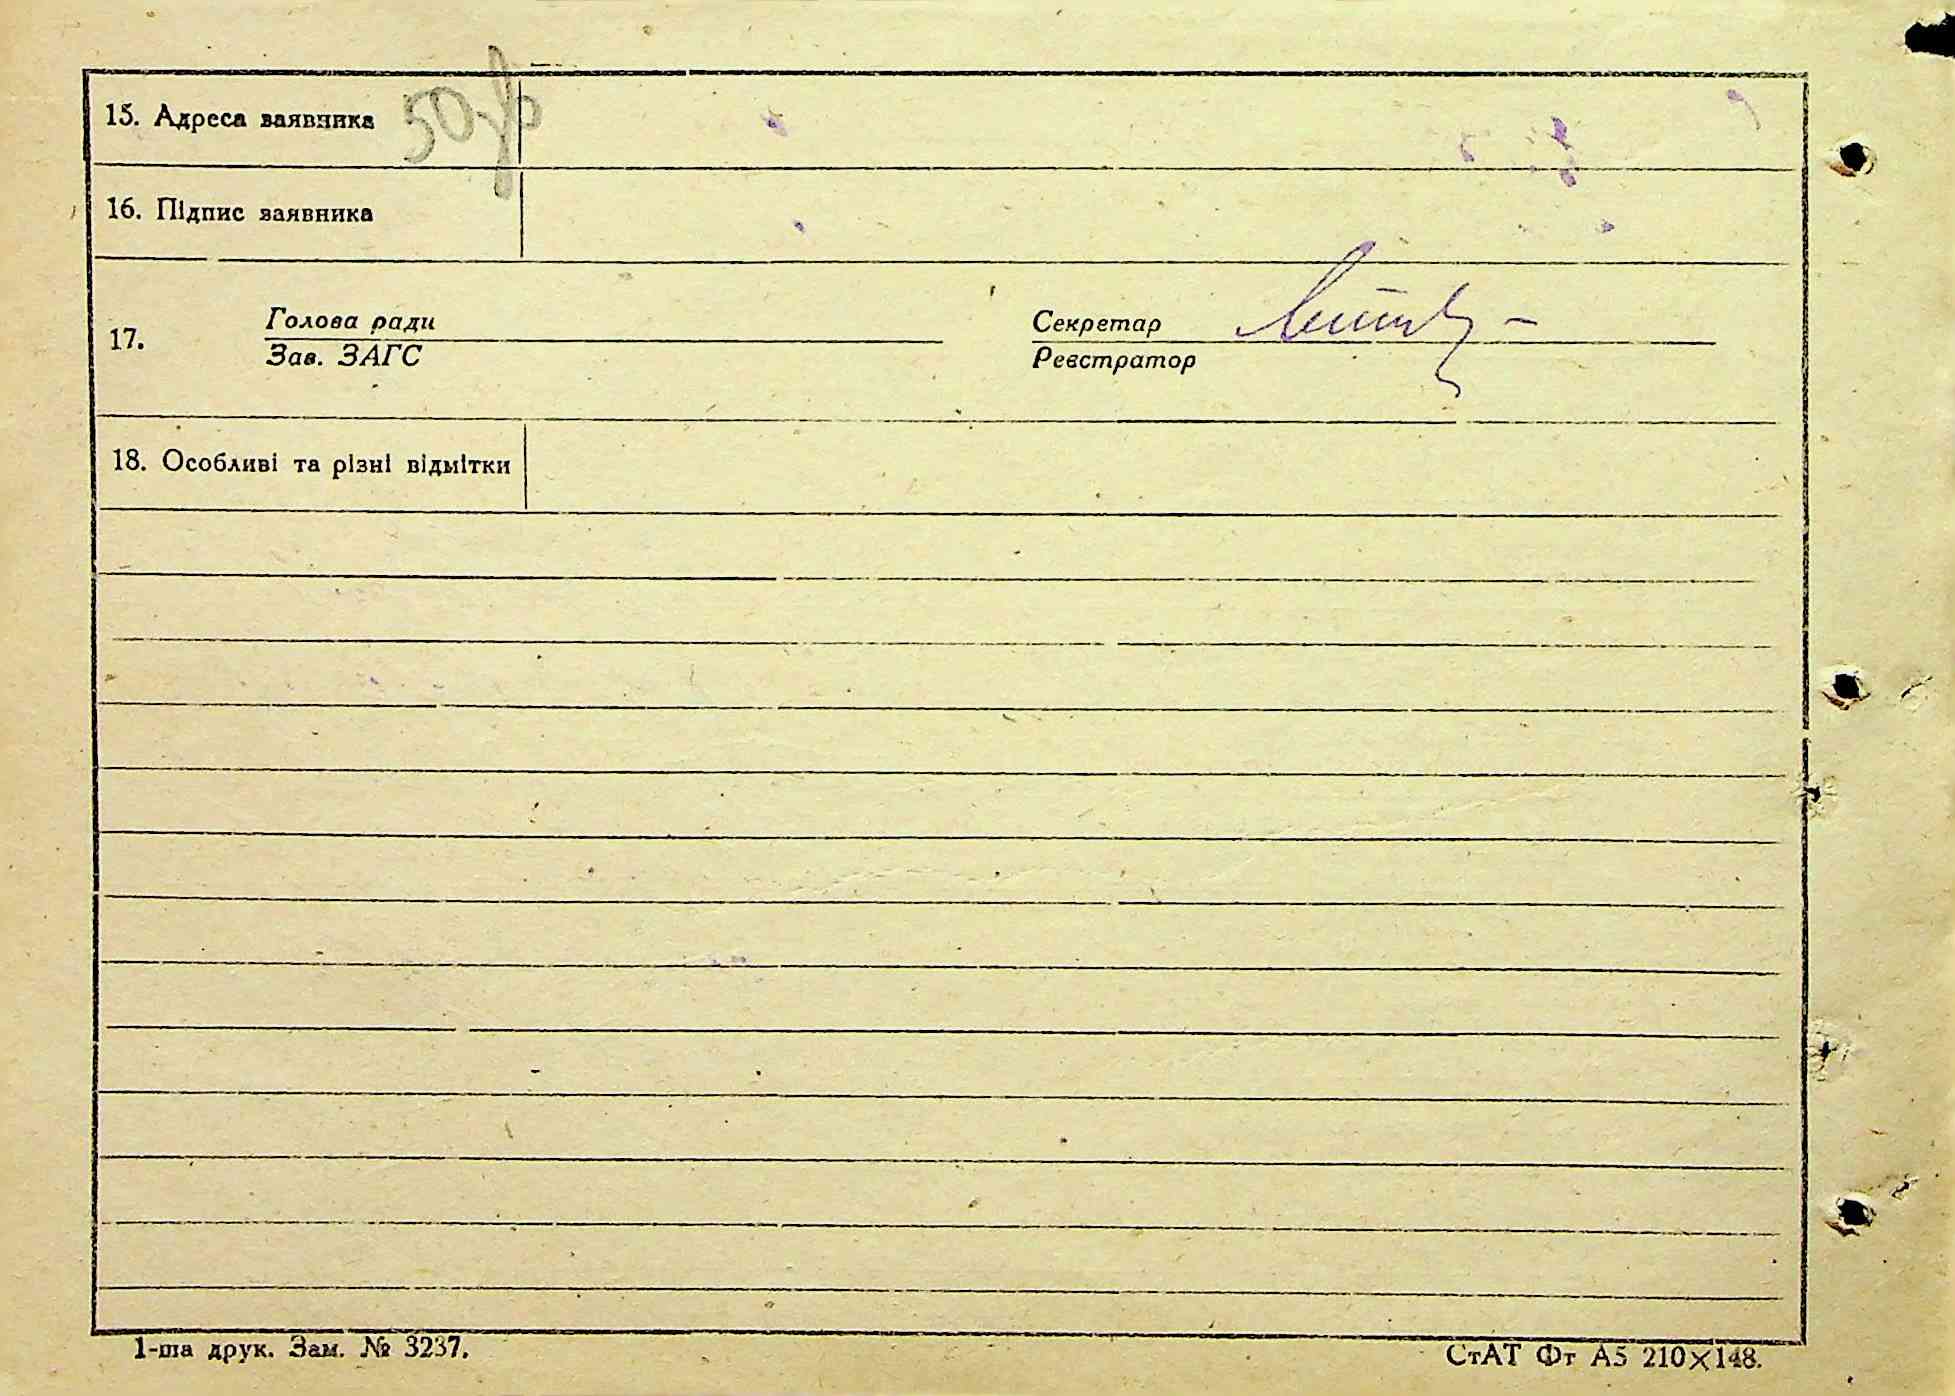 15. Адреса заявника
16. Підпис заявника
17. Голова ради Секретар
Зав. ЗАГС Реєстратор
18. Особливі та різні відмітки
1-ша друк. Зам. № 3237. СтАТ Фт А5 210×148.